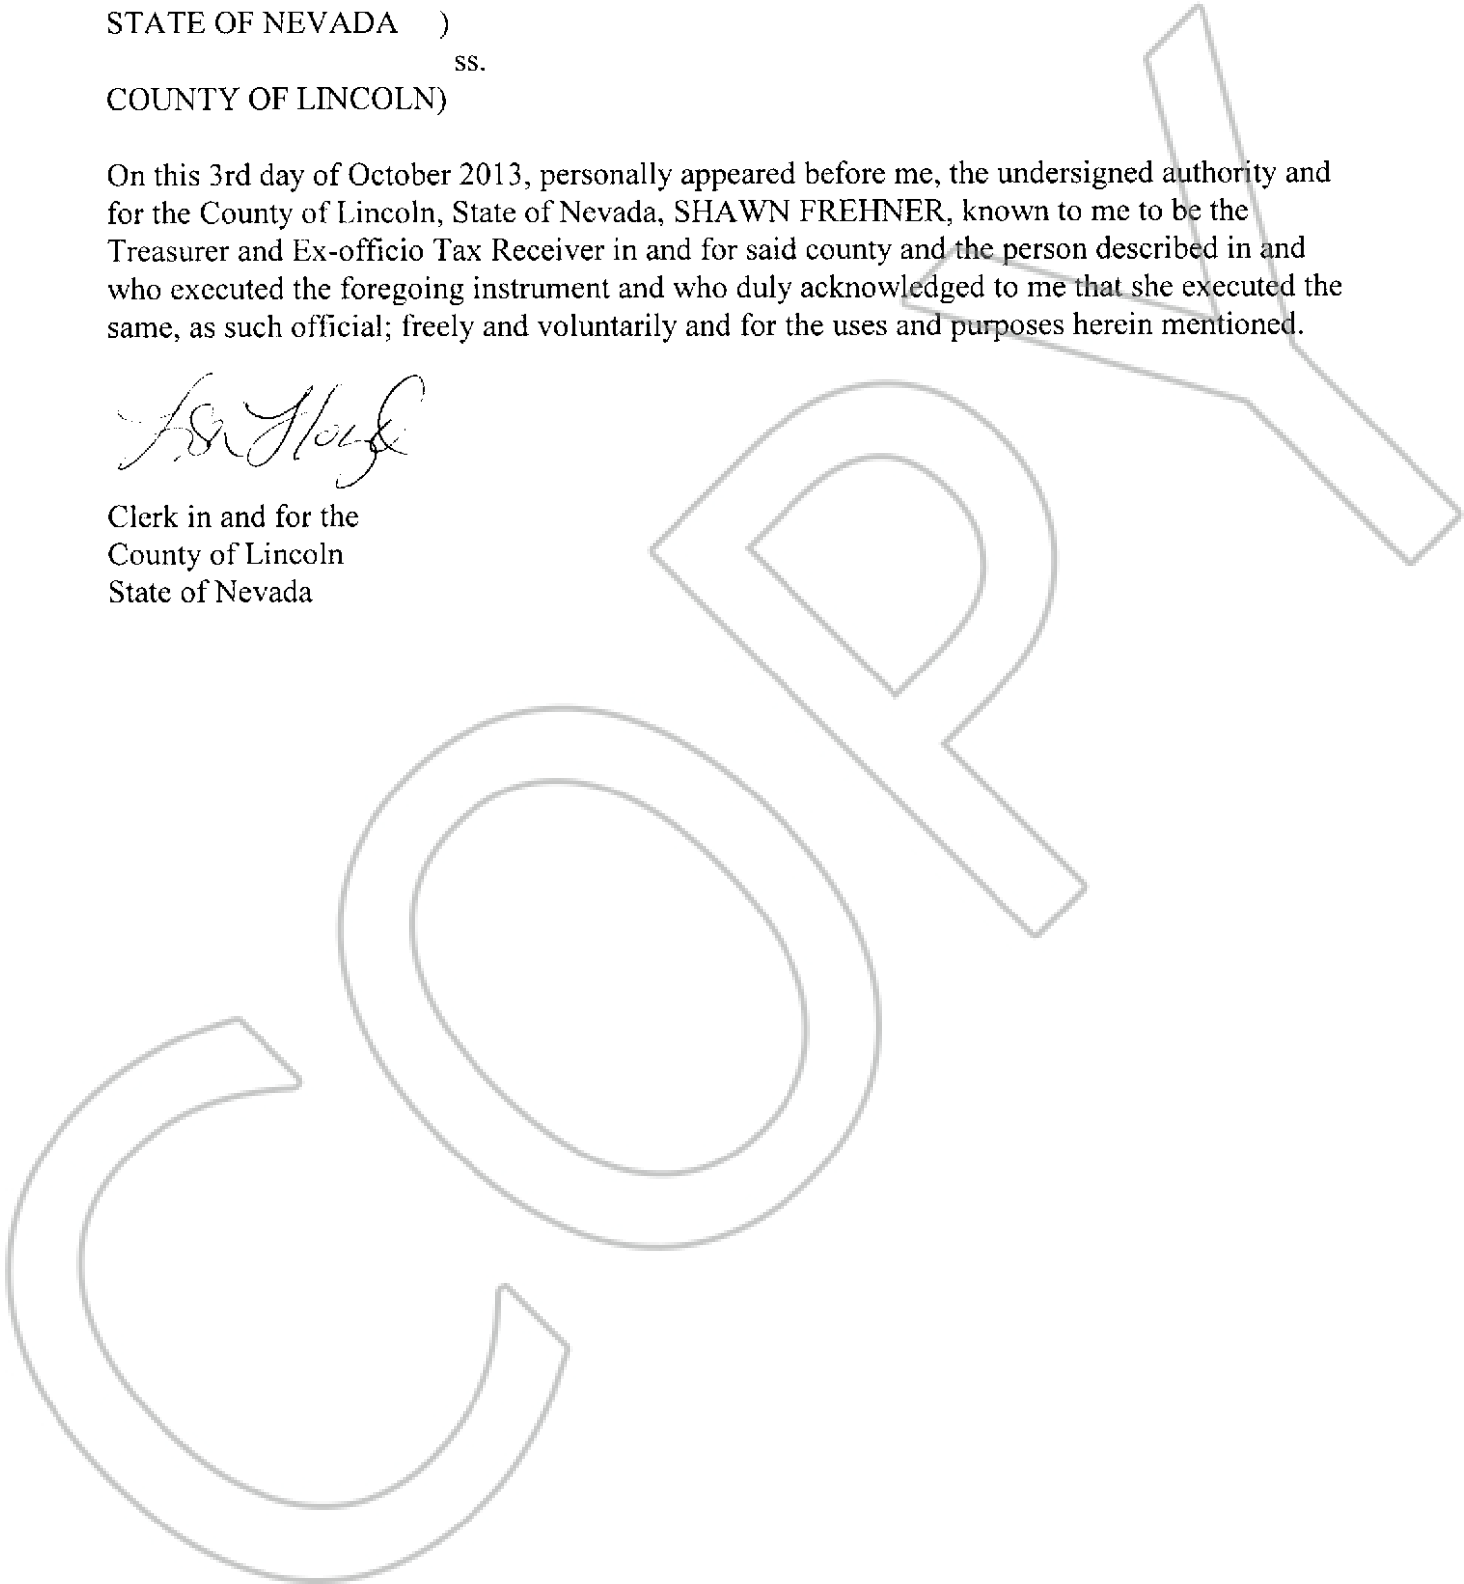 STATE OF NEVADA )
ss.
COUNTY OF LINCOLN)
On this 3rd day of October 2013, personally appeared before me, the undersigned authority and
for the County of Lincoln, State of Nevada, SHAWN FREHNER, known to me to be the
Treasurer and Ex-officio Tax Receiver in and for said county and the person described in and
who executed the foregoing instrument and who duly acknowledged to me that she executed the
same, as such official; freely and voluntarily and for the uses and purposes herein mentioned.
Clerk in and for the
County of Lincoln
State of Nevada
COPY